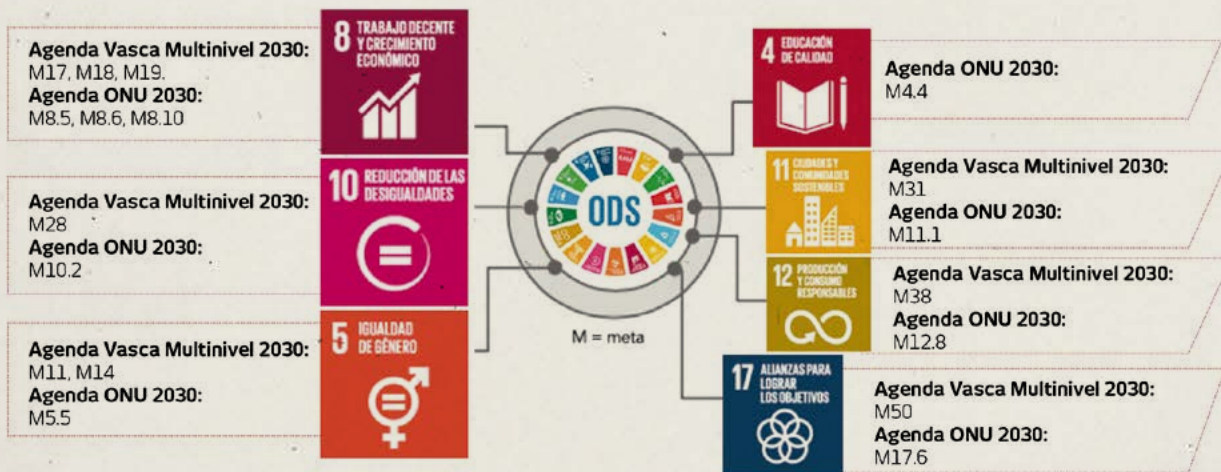 Agenda Vasca Multinivel 2030:
M17, M18, M19.
Agenda ONU 2030:
M8.5, M8.6, M8.10
8 TRABAJO DECENTE
Y CRECIMIENTO
ECONÓMICO
Agenda Vasca Multinivel 2030:
M28
Agenda ONU 2030:
M10.2
10 REDUCCIÓN DE LAS
DESIGUALDADES
Agenda Vasca Multinivel 2030:
M11, M14
Agenda ONU 2030:
M5.5
5 IGUALDAD
DE GÉNERO
ODS
M = meta
4 EDUCACIÓN
DE CALIDAD
Agenda ONU 2030:
M4.4
11 CIUDADES Y
COMUNIDADES
SOSTENIBLES
Agenda Vasca Multinivel 2030:
M31
Agenda ONU 2030:
M11.1
12 PRODUCCIÓN
Y CONSUMO
RESPONSABLES
Agenda Vasca Multinivel 2030:
M38
Agenda ONU 2030:
M12.8
17 ALIANZAS PARA
LOGRAR
LOS OBJETIVOS
Agenda Vasca Multinivel 2030:
M50
Agenda ONU 2030:
M17.6